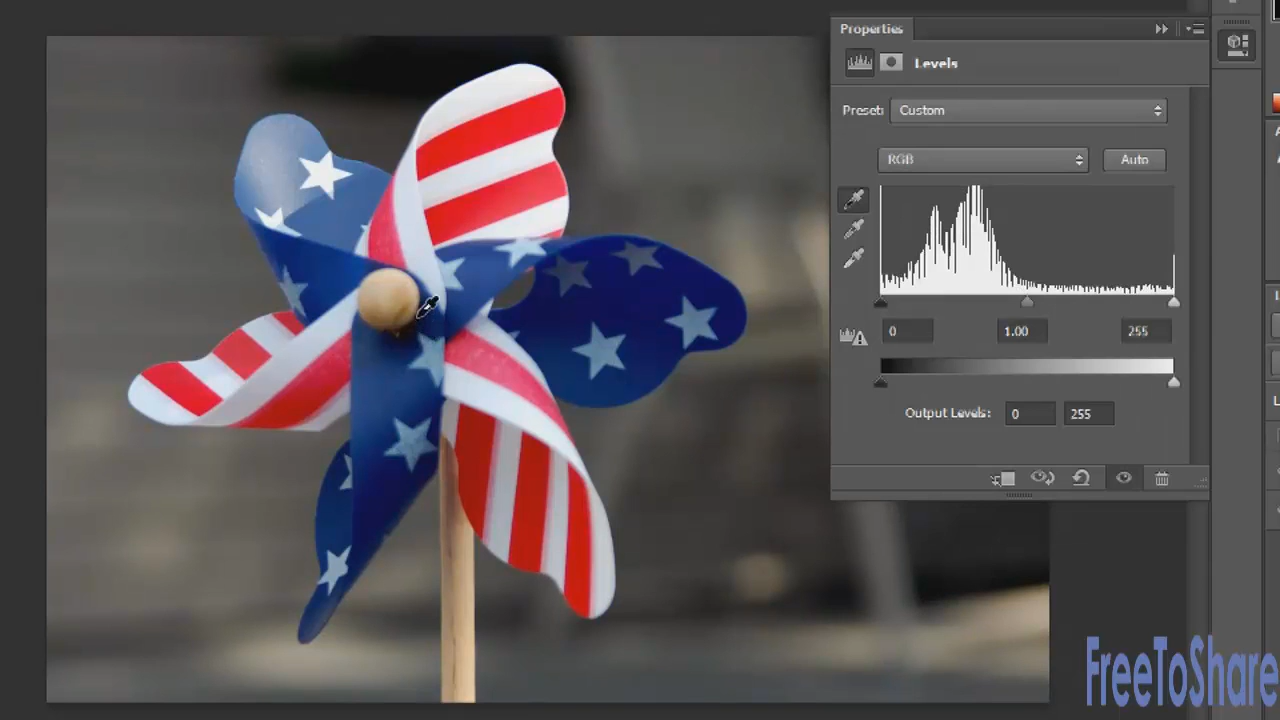 Properties
Levels
Preset: Custom
RGB
Auto
0 1.00 255
Output Levels: 0 255
FreeToShare